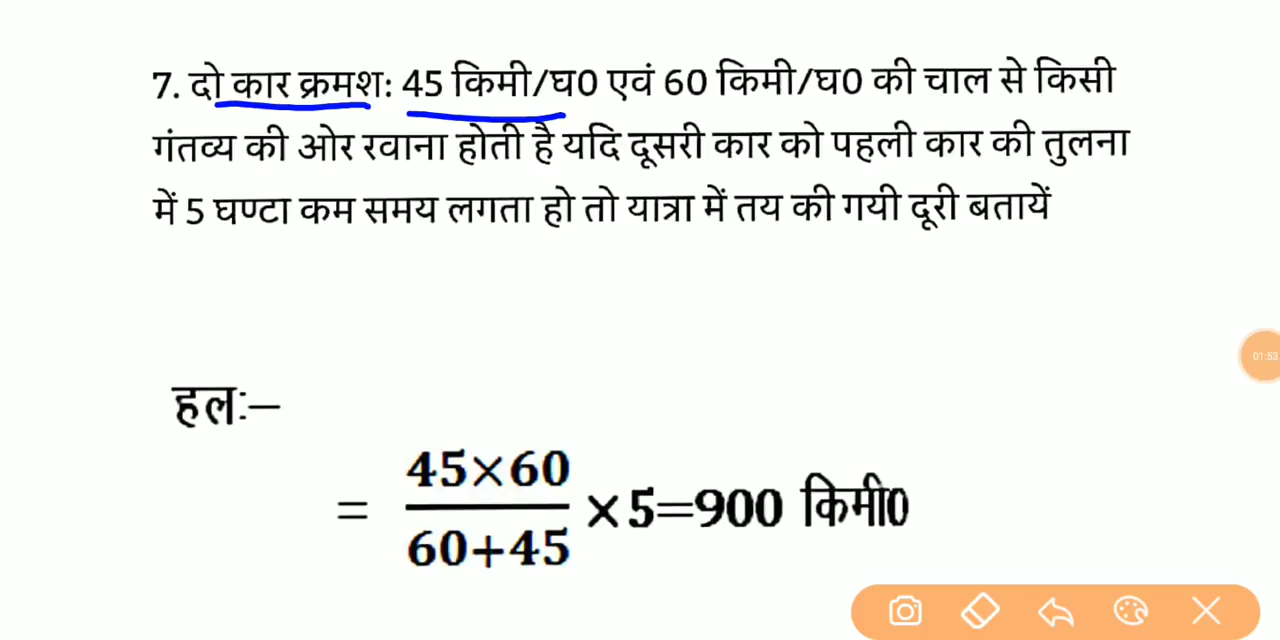 7. दो कार क्रमश: 45 किमी/घ0 एवं 60 किमी/घ0 की चाल से किसी
गंतव्य की ओर रवाना होती है यदि दूसरी कार को पहली कार की तुलना
में 5 घण्टा कम समय लगता हो तो यात्रा में तय की गयी दूरी बतायें
हल:–
45×60
= ×5=900 किमी0
60+45
01:53